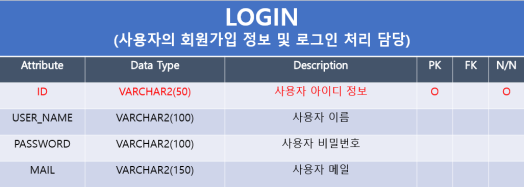 LOGIN
(사용자의 회원가입 정보 및 로그인 처리 담당)
Attribute Data Type Description PK FK N/N
ID VARCHAR2(50) 사용자 아이디 정보 O O
USER_NAME VARCHAR2(100) 사용자 이름
PASSWORD VARCHAR2(100) 사용자 비밀번호
MAIL VARCHAR2(150) 사용자 메일